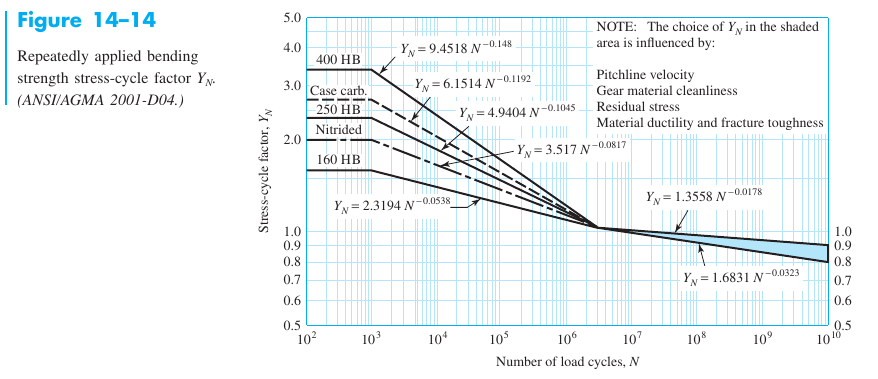 Figure 14–14
Repeatedly applied bending
strength stress-cycle factor Y_N.
(ANSI/AGMA 2001-D04.)
Stress-cycle factor, Y_N
5.0
4.0
3.0
2.0
1.0
0.9
0.8
0.7
0.6
0.5
400 HB
Case carb.
250 HB
Nitrided
160 HB
Y_N = 9.4518 N^−0.148
Y_N = 6.1514 N^−0.1192
Y_N = 4.9404 N^−0.1045
Y_N = 3.517 N^−0.0817
Y_N = 2.3194 N^−0.0538
NOTE: The choice of Y_N in the shaded
area is influenced by:
Pitchline velocity
Gear material cleanliness
Residual stress
Material ductility and fracture toughness
Y_N = 1.3558 N^−0.0178
Y_N = 1.6831 N^−0.0323
1.0
0.9
0.8
0.7
0.6
0.5
10^2 10^3 10^4 10^5 10^6 10^7 10^8 10^9 10^10
Number of load cycles, N